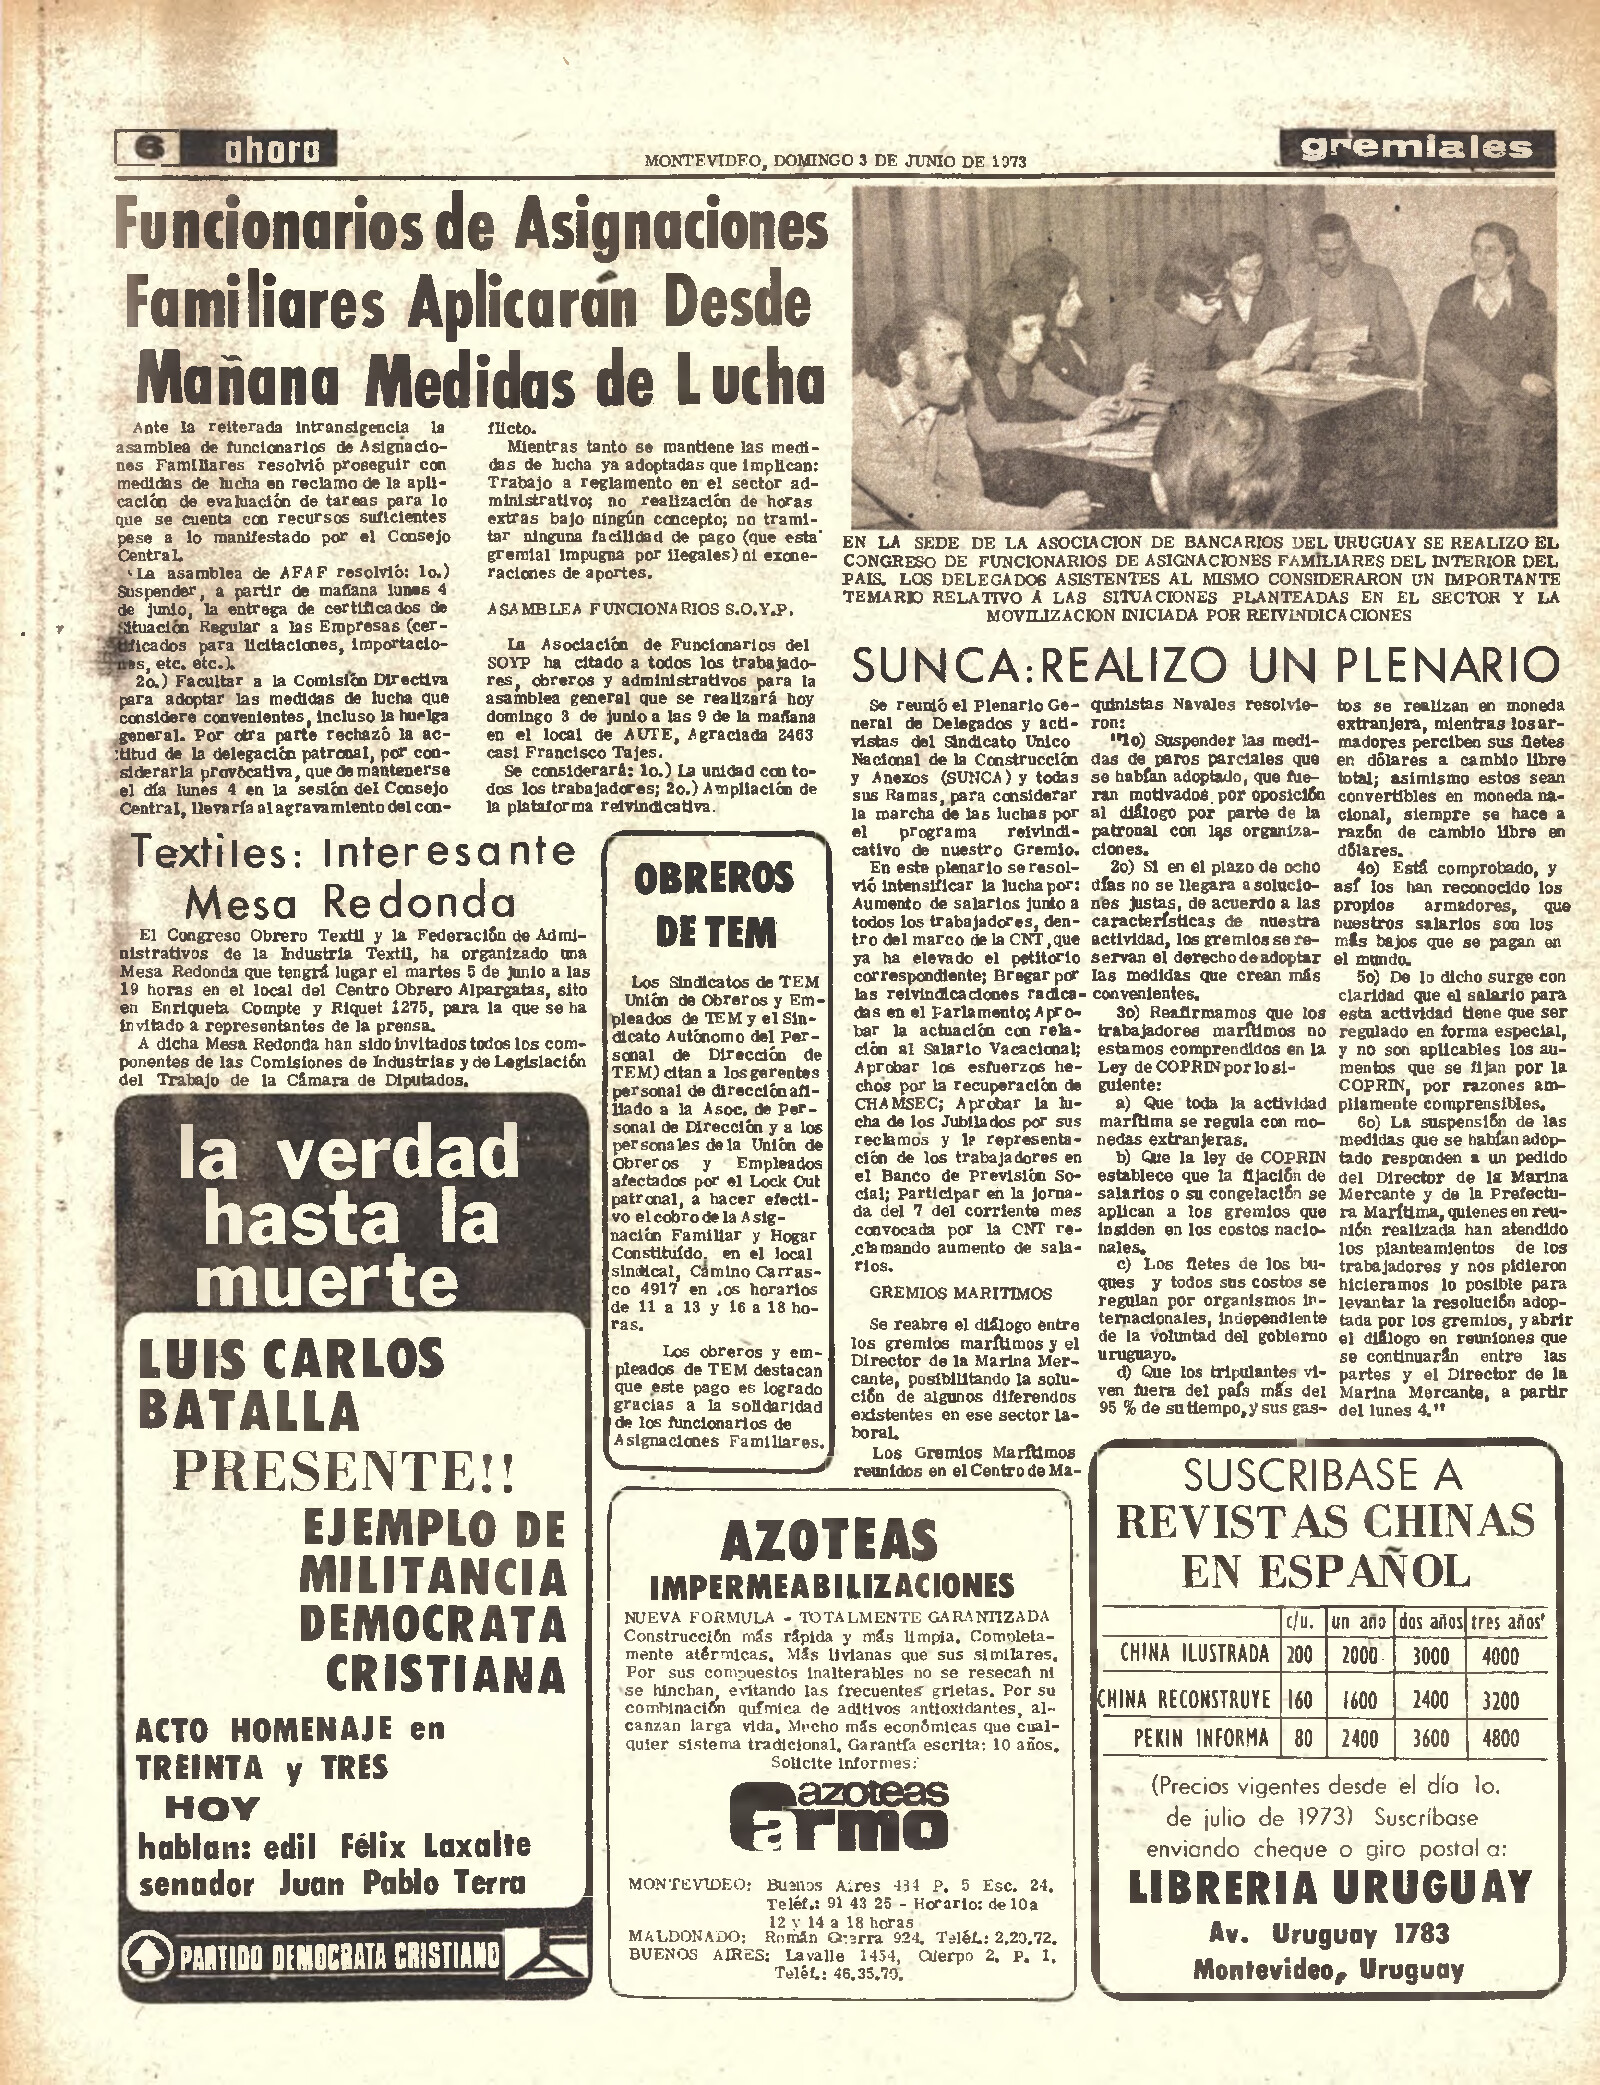 6 ahora
MONTEVIDEO, DOMINGO 3 DE JUNIO DE 1973
gremiales
Funcionarios de Asignaciones
Familiares Aplicarán Desde
Mañana Medidas de Lucha
Ante la reiterada intransigencia la
asamblea de funcionarios de Asignacio-
nes Familiares resolvió proseguir con
medidas de lucha en reclamo de la apli-
cación de evaluación de tareas para lo
que se cuenta con recursos suficientes
pese a lo manifestado por el Consejo
Central.
La asamblea de AFAF resolvió: 1o.)
Suspender, a partir de mañana lunes 4
de junio, la entrega de certificados de
Situación Regular a las Empresas (cer-
tificados para licitaciones, importacio-
nes, etc. etc.).
2o.) Facultar a la Comisión Directiva
para adoptar las medidas de lucha que
considere convenientes, incluso la huelga
general. Por otra parte rechazó la ac-
titud de la delegación patronal, por con-
siderarla provocativa, que de mantenerse
el día lunes 4 en la sesión del Consejo
Central, llevaría al agravamiento del con-
flicto.
Mientras tanto se mantiene las medi-
das de lucha ya adoptadas que implican:
Trabajo a reglamento en el sector ad-
ministrativo; no realización de horas
extras bajo ningún concepto; no trami-
tar ninguna facilidad de pago (que esta
gremial impugna por ilegales) ni exone-
raciones de aportes.
ASAMBLEA FUNCIONARIOS S.O.Y.P.
La Asociación de Funcionarios del
SOYP ha citado a todos los trabajado-
res, obreros y administrativos para la
asamblea general que se realizará hoy
domingo 3 de junio a las 9 de la mañana
en el local de AUTE, Agraciada 2463
casi Francisco Tajes.
Se considerará: 1o.) La unidad con to-
dos los trabajadores; 2o.) Ampliación de
la plataforma reivindicativa.
EN LA SEDE DE LA ASOCIACION DE BANCARIOS DEL URUGUAY SE REALIZO EL
CONGRESO DE FUNCIONARIOS DE ASIGNACIONES FAMILIARES DEL INTERIOR DEL
PAIS. LOS DELEGADOS ASISTENTES AL MISMO CONSIDERARON UN IMPORTANTE
TEMARIO RELATIVO A LAS SITUACIONES PLANTEADAS EN EL SECTOR Y LA
MOVILIZACION INICIADA POR REIVINDICACIONES
SUNCA: REALIZO UN PLENARIO
Se reunió el Plenario Ge-
neral de Delegados y acti-
vistas del Sindicato Unico
Nacional de la Construcción
y Anexos (SUNCA) y todas
sus Ramas, para considerar
la marcha de las luchas por
el programa reivindi-
cativo de nuestro Gremio.
En este plenario se resol-
vió intensificar la lucha por:
Aumento de salarios junio a
todos los trabajadores, den-
tro del marco de la CNT, que
ya ha elevado el petitorio
correspondiente; Bregar por
las reivindicaciones radica-
das en el Parlamento; Apro-
bar la actuación con rela-
ción al Salario Vacacional;
Aprobar los esfuerzos he-
chos por la recuperación de
CHAMSEC; Aprobar la lu-
cha de los Jubilados por sus
reclamos y la representa-
ción de los trabajadores en
el Banco de Previsión So-
cial; Participar en la jorna-
da del 7 del corriente mes
convocada por la CNT re-
clamando aumento de sala-
rios.
GREMIOS MARITIMOS
Se reabre el diálogo entre
los gremios marítimos y el
Director de la Marina Mer-
cante, posibilitando la solu-
ción de algunos diferendos
existentes en ese sector la-
boral.
Los Gremios Marítimos
reunidos en el Centro de Ma-
quinistas Navales resolvie-
ron:
"1o) Suspender las medi-
das de paros parciales que
se habían adoptado, que fue-
ran motivados por oposición
al diálogo por parte de la
patronal con las organiza-
ciones.
2o) Si en el plazo de ocho
días no se llegara a solucio-
nes justas, de acuerdo a las
características de nuestra
actividad, los gremios se re-
servan el derecho de adoptar
las medidas que crean más
convenientes.
3o) Reafirmamos que los
trabajadores marítimos no
estamos comprendidos en la
Ley de COPRIN por lo si-
guiente:
a) Que toda la actividad
marítima se regula con mo-
nedas extranjeras.
b) Que la ley de COPRIN
establece que la fijación de
salarios o su congelación se
aplican a los gremios que
insiden en los costos nacio-
nales.
c) Los fletes de los bu-
ques y todos sus costos se
regulan por organismos in-
ternacionales, independiente
de la voluntad del gobierno
uruguayo.
d) Que los tripulantes vi-
ven fuera del país más del
95 % de su tiempo, y sus gas-
tos se realizan en moneda
extranjera, mientras los ar-
madores perciben sus fletes
en dólares a cambio libre
total; asimismo estos sean
convertibles en moneda na-
cional, siempre se hace a
razón de cambio libre en
dólares.
4o) Está comprobado, y
así los han reconocido los
propios armadores, que
nuestros salarios son los
más bajos que se pagan en
el mundo.
5o) De lo dicho surge con
claridad que el salario para
esta actividad tiene que ser
regulado en forma especial,
y no son aplicables los au-
mentos que se fijan por la
COPRIN, por razones am-
pliamente comprensibles.
6o) La suspensión de las
medidas que se habían adop-
tado responden a un pedido
del Director de la Marina
Mercante y de la Prefectu-
ra Marítima, quienes en reu-
nión realizada han atendido
los planteamientos de los
trabajadores y nos pidieron
hicieramos lo posible para
levantar la resolución adop-
tada por los gremios, y abrir
el diálogo en reuniones que
se continuarán entre las
partes y el Director de la
Marina Mercante, a partir
del lunes 4."
Textiles: Interesante
Mesa Redonda
El Congreso Obrero Textil y la Federación de Admi-
nistrativos de la Industria Textil, ha organizado una
Mesa Redonda que tengrá lugar el martes 5 de junio a las
19 horas en el local del Centro Obrero Alpargatas, sito
en Enriqueta Compte y Riquet 1275, para la que se ha
invitado a representantes de la prensa.
A dicha Mesa Redonda han sido invitados todos los com-
ponentes de las Comisiones de Industrias y de Legislación
del Trabajo de la Cámara de Diputados.
OBREROS
DE TEM
Los Sindicatos de TEM
Unión de Obreros y Em-
pleados de TEM y el Sin-
dicato Autónomo del Per-
sonal de Dirección de
TEM) citan a los gerentes
personal de dirección afi-
liado a la Asoc. de Per-
sonal de Dirección y a los
personales de la Unión de
Obreros y Empleados
afectados por el Lock Out
patronal, a hacer efecti-
vo el cobro de la Asig-
nación Familiar y Hogar
Constituído, en el local
sindical, Camino Carras-
co 4917 en los horarios
de 11 a 13 y 16 a 18 ho-
ras.
Los obreros y em-
pleados de TEM destacan
que este pago es logrado
gracias a la solidaridad
de los funcionarios de
Asignaciones Familiares.
la verdad
hasta la
muerte
LUIS CARLOS
BATALLA
PRESENTE!!
EJEMPLO DE
MILITANCIA
DEMOCRATA
CRISTIANA
ACTO HOMENAJE en
TREINTA y TRES
HOY
hablan: edil Félix Laxalte
senador Juan Pablo Terra
PARTIDO DEMOCRATA CRISTIANO
AZOTEAS
IMPERMEABILIZACIONES
NUEVA FORMULA - TOTALMENTE GARANTIZADA
Construcción más rápida y más limpia. Completa-
mente atérmicas. Más livianas que sus similares.
Por sus compuestos inalterables no se resecan ni
se hinchan, evitando las frecuentes grietas. Por su
combinación química de aditivos antioxidantes, al-
canzan larga vida. Mucho más económicas que cual-
quier sistema tradicional. Garantía escrita: 10 años.
Solicite informes:
azoteas
armo
MONTEVIDEO: Buenos Aires 484 P. 5 Esc. 24.
Teléf.: 91 43 25 - Horario: de 10 a
12 y 14 a 18 horas
MALDONADO: Román Guerra 924. Teléf.: 2.20.72.
BUENOS AIRES: Lavalle 1454, Cuerpo 2. P. 1.
Teléf.: 46.35.70.
SUSCRIBASE A
REVISTAS CHINAS
EN ESPAÑOL
c/u. un año dos años tres años
CHINA ILUSTRADA 200 2000 3000 4000
CHINA RECONSTRUYE 160 1600 2400 3200
PEKIN INFORMA 80 2400 3600 4800
(Precios vigentes desde el día 1o.
de julio de 1973) Suscríbase
enviando cheque o giro postal a:
LIBRERIA URUGUAY
Av. Uruguay 1783
Montevideo, Uruguay